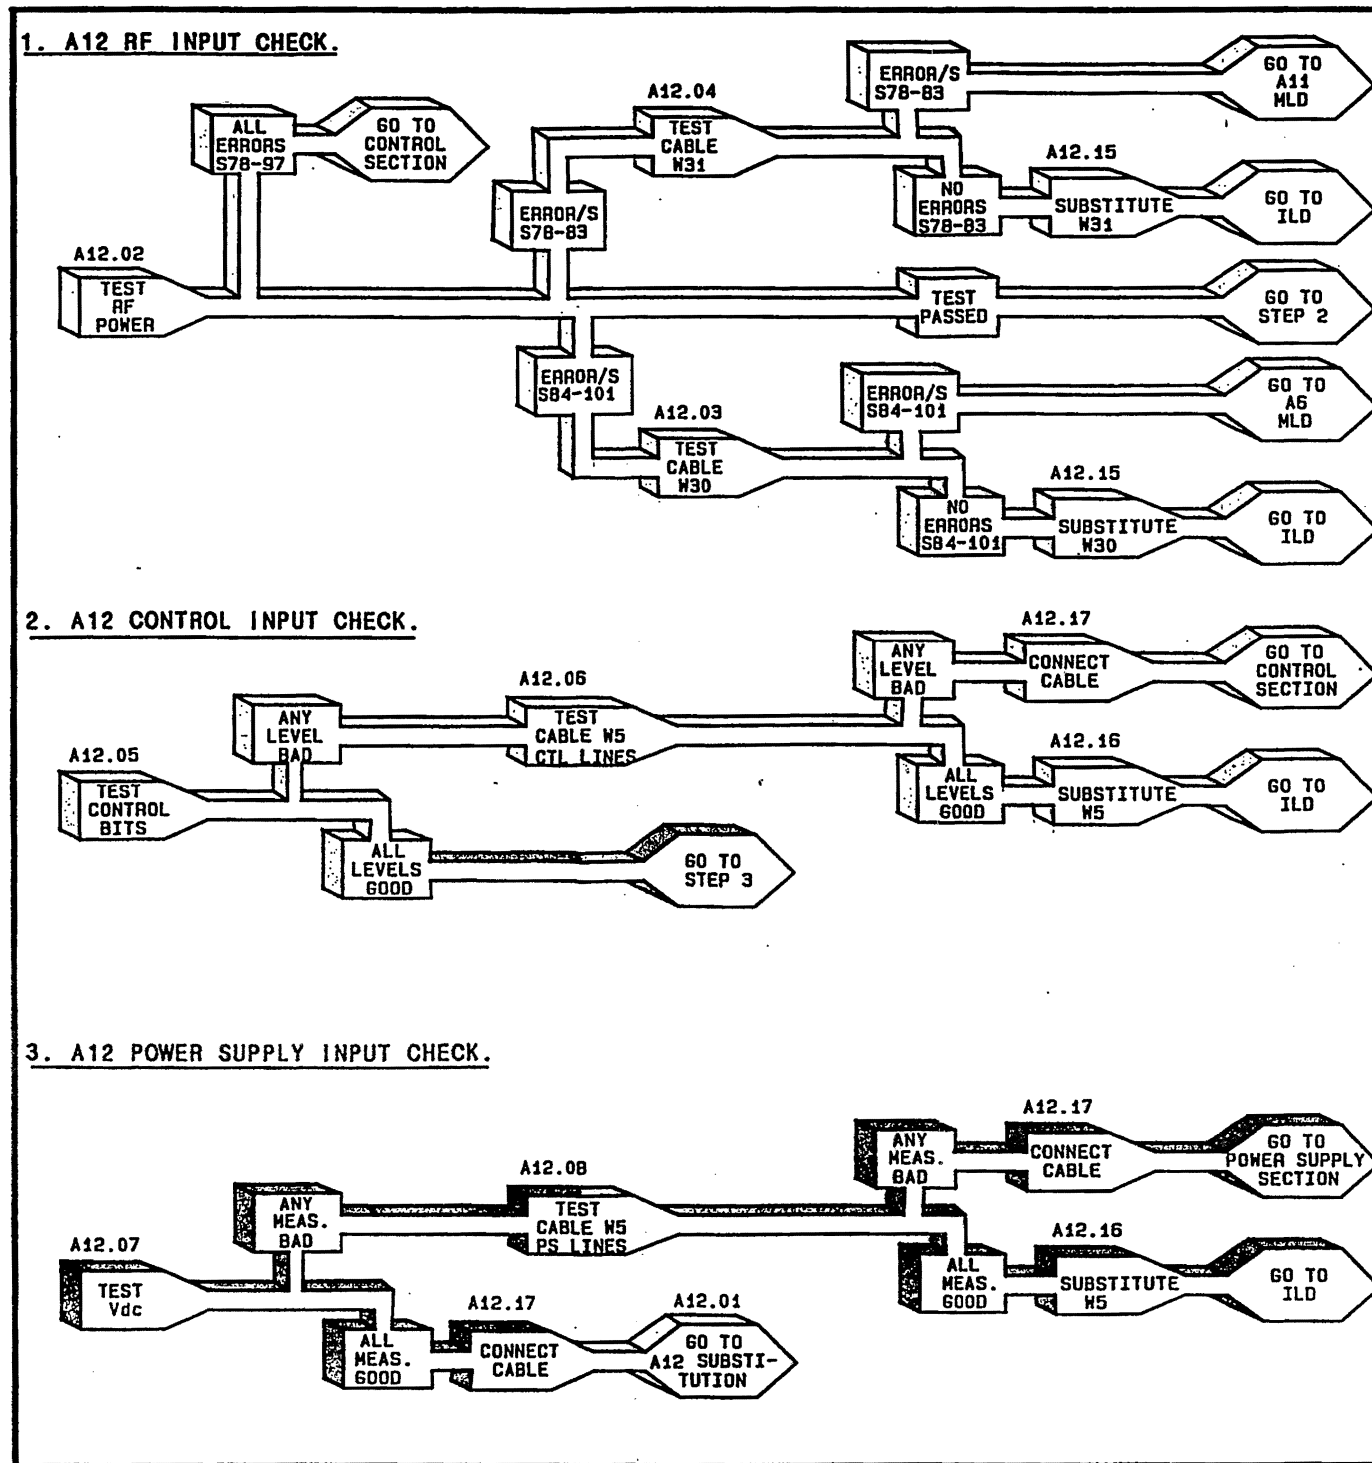 1. A12 RF INPUT CHECK.
ERROR/S
S78-83
GO TO
A11
MLD
A12.04
TEST
CABLE
W31
ALL
ERRORS
S78-97
GO TO
CONTROL
SECTION
ERROR/S
S78-83
NO
ERRORS
S78-83
A12.15
SUBSTITUTE
W31
GO TO
ILD
A12.02
TEST
RF
POWER
TEST
PASSED
GO TO
STEP 2
ERROR/S
S84-101
ERROR/S
S84-101
GO TO
A6
MLD
A12.03
TEST
CABLE
W30
NO
ERRORS
S84-101
A12.15
SUBSTITUTE
W30
GO TO
ILD
2. A12 CONTROL INPUT CHECK.
ANY
LEVEL
BAD
A12.17
CONNECT
CABLE
GO TO
CONTROL
SECTION
ANY
LEVEL
BAD
A12.06
TEST
CABLE W5
CTL LINES
A12.05
TEST
CONTROL
BITS
ALL
LEVELS
GOOD
A12.16
SUBSTITUTE
W5
GO TO
ILD
ALL
LEVELS
GOOD
GO TO
STEP 3
3. A12 POWER SUPPLY INPUT CHECK.
ANY
MEAS.
BAD
A12.17
CONNECT
CABLE
GO TO
POWER SUPPLY
SECTION
ANY
MEAS.
BAD
A12.08
TEST
CABLE W5
PS LINES
A12.07
TEST
Vdc
ALL
MEAS.
GOOD
A12.16
SUBSTITUTE
W5
GO TO
ILD
ALL
MEAS.
GOOD
A12.17
CONNECT
CABLE
A12.01
GO TO
A12 SUBSTI-
TUTION